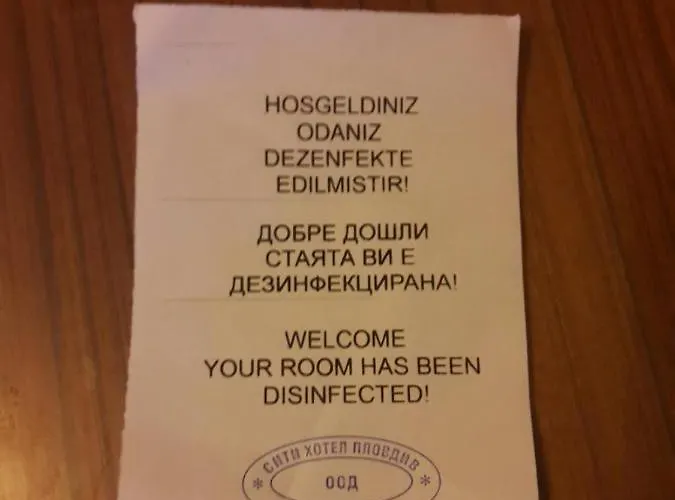 HOSGELDINIZ
ODANIZ
DEZENFEKTE
EDILMISTIR!
ДОБРЕ ДОШЛИ
СТАЯТА ВИ Е
ДЕЗИНФЕКЦИРАНА!
WELCOME
YOUR ROOM HAS BEEN
DISINFECTED!
* СИТИ ХОТЕЛ ПЛОВДИВ *
ООД